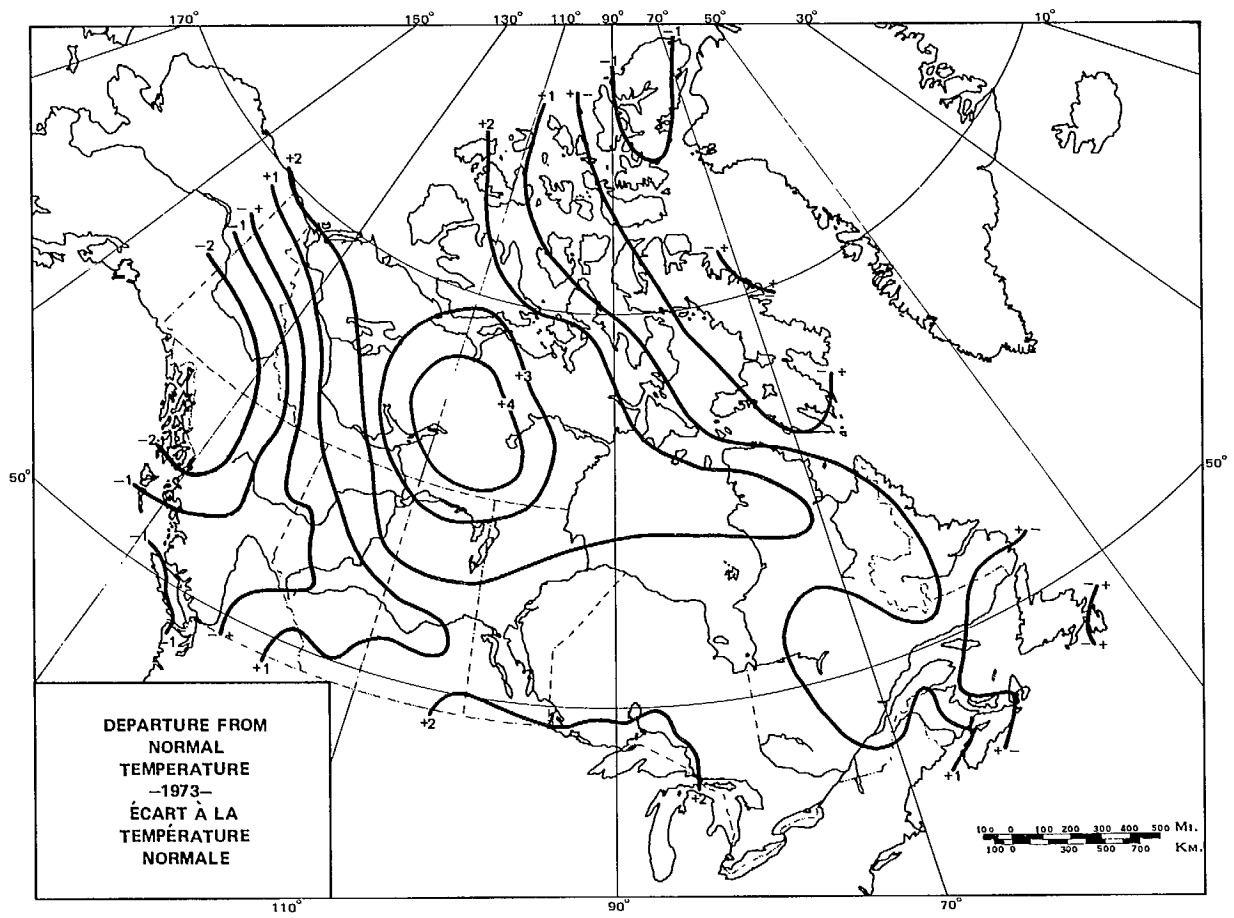 170° 150° 130° 110° 90° 70° 50° 30° 10°
-1 -1
+1 + -
+2
+2
+1
- +
-1
-2
- +
+
+3
- +
+4
-2
50° 50°
-1
-
+ -
- +
-1
- +
+1
+2
+ -
+1
+2
DEPARTURE FROM
NORMAL
TEMPERATURE
–1973–
ÉCART À LA
TEMPÉRATURE
NORMALE
100 0 100 200 300 400 500 MI.
100 0 300 500 700 KM.
110° 90° 70°